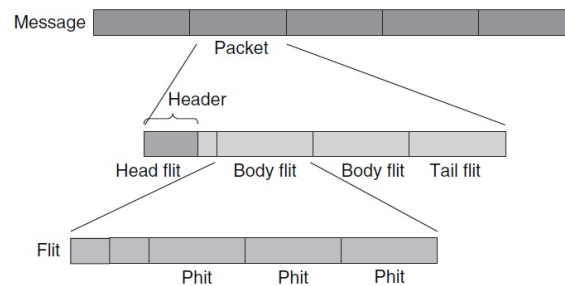 Message
Packet
Header
Head flit Body flit Body flit Tail flit
Flit
Phit Phit Phit